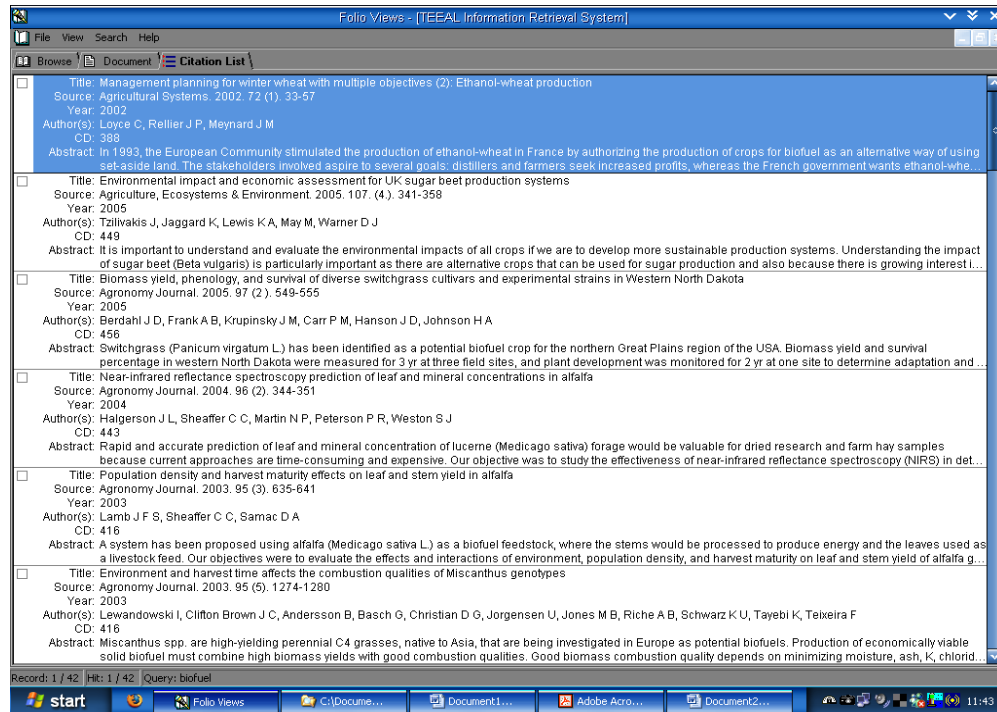 Folio Views - [TEEAL Information Retrieval System]
File View Search Help
Browse Document Citation List
Title: Management planning for winter wheat with multiple objectives (2): Ethanol-wheat production
Source: Agricultural Systems. 2002. 72 (1). 33-57
Year: 2002
Author(s): Loyce C, Rellier J P, Meynard J M
CD: 388
Abstract: In 1993, the European Community stimulated the production of ethanol-wheat in France by authorizing the production of crops for biofuel as an alternative way of using
set-aside land. The stakeholders involved aspire to several goals: distillers and farmers seek increased profits, whereas the French government wants ethanol-whe...
Title: Environmental impact and economic assessment for UK sugar beet production systems
Source: Agriculture, Ecosystems & Environment. 2005. 107. (4.). 341-358
Year: 2005
Author(s): Tzilivakis J, Jaggard K, Lewis K A, May M, Warner D J
CD: 449
Abstract: It is important to understand and evaluate the environmental impacts of all crops if we are to develop more sustainable production systems. Understanding the impact
of sugar beet (Beta vulgaris) is particularly important as there are alternative crops that can be used for sugar production and also because there is growing interest i...
Title: Biomass yield, phenology, and survival of diverse switchgrass cultivars and experimental strains in Western North Dakota
Source: Agronomy Journal. 2005. 97 (2 ). 549-555
Year: 2005
Author(s): Berdahl J D, Frank A B, Krupinsky J M, Carr P M, Hanson J D, Johnson H A
CD: 456
Abstract: Switchgrass (Panicum virgatum L.) has been identified as a potential biofuel crop for the northern Great Plains region of the USA. Biomass yield and survival
percentage in western North Dakota were measured for 3 yr at three field sites, and plant development was monitored for 2 yr at one site to determine adaptation and ...
Title: Near-infrared reflectance spectroscopy prediction of leaf and mineral concentrations in alfalfa
Source: Agronomy Journal. 2004. 96 (2). 344-351
Year: 2004
Author(s): Halgerson J L, Sheaffer C C, Martin N P, Peterson P R, Weston S J
CD: 443
Abstract: Rapid and accurate prediction of leaf and mineral concentration of lucerne (Medicago sativa) forage would be valuable for dried research and farm hay samples
because current approaches are time-consuming and expensive. Our objective was to study the effectiveness of near-infrared reflectance spectroscopy (NIRS) in det...
Title: Population density and harvest maturity effects on leaf and stem yield in alfalfa
Source: Agronomy Journal. 2003. 95 (3). 635-641
Year: 2003
Author(s): Lamb J F S, Sheaffer C C, Samac D A
CD: 416
Abstract: A system has been proposed using alfalfa (Medicago sativa L.) as a biofuel feedstock, where the stems would be processed to produce energy and the leaves used as
a livestock feed. Our objectives were to evaluate the effects and interactions of environment, population density, and harvest maturity on leaf and stem yield of alfalfa g...
Title: Environment and harvest time affects the combustion qualities of Miscanthus genotypes
Source: Agronomy Journal. 2003. 95 (5). 1274-1280
Year: 2003
Author(s): Lewandowski I, Clifton Brown J C, Andersson B, Basch G, Christian D G, Jorgensen U, Jones M B, Riche A B, Schwarz K U, Tayebi K, Teixeira F
CD: 416
Abstract: Miscanthus spp. are high-yielding perennial C4 grasses, native to Asia, that are being investigated in Europe as potential biofuels. Production of economically viable
solid biofuel must combine high biomass yields with good combustion qualities. Good biomass combustion quality depends on minimizing moisture, ash, K, chlorid...
Record: 1 / 42 Hit: 1 / 42 Query: biofuel
start Folio Views C:\Docume... Document1... Adobe Acro... Document2... 11:43